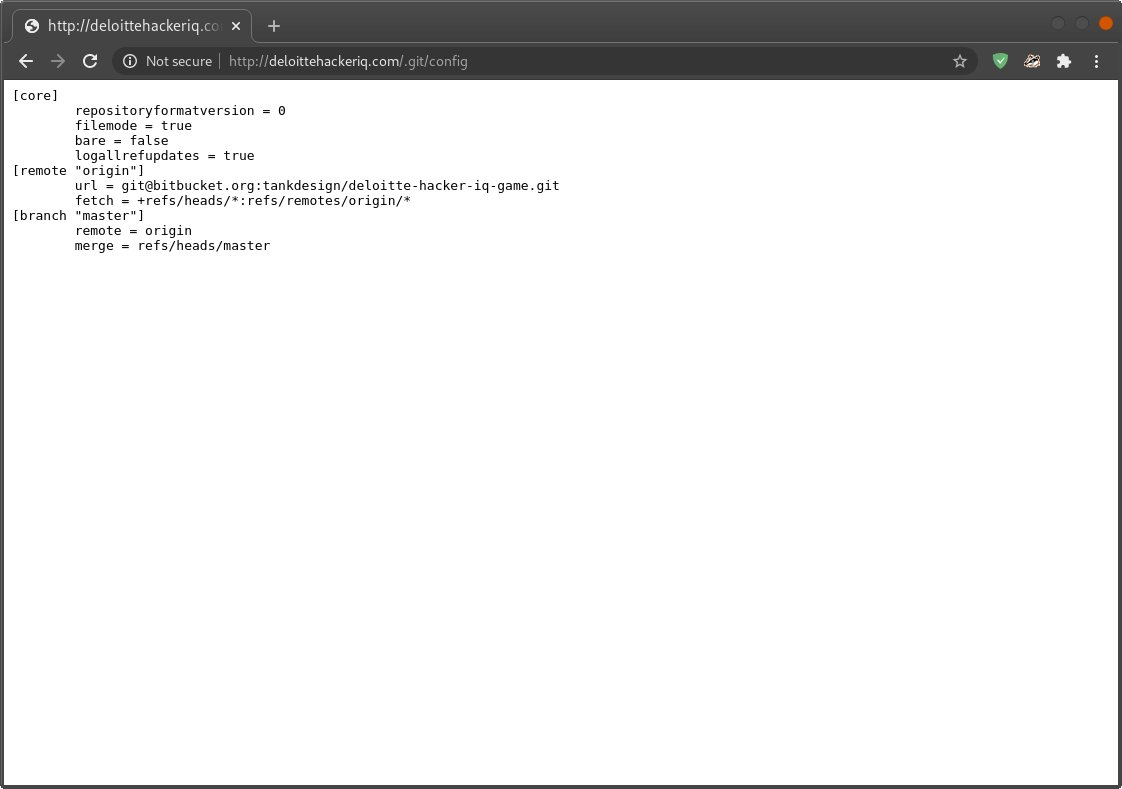 http://deloittehackeriq.co
Not secure http://deloittehackeriq.com/.git/config
[core]
        repositoryformatversion = 0
        filemode = true
        bare = false
        logallrefupdates = true
[remote "origin"]
        url = git@bitbucket.org:tankdesign/deloitte-hacker-iq-game.git
        fetch = +refs/heads/*:refs/remotes/origin/*
[branch "master"]
        remote = origin
        merge = refs/heads/master